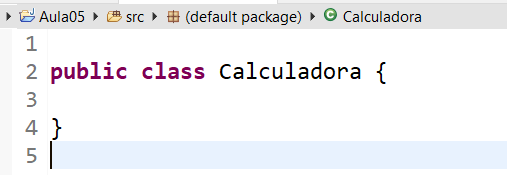 Aula05 src (default package) Calculadora
1
2 public class Calculadora {
3
4 }
5